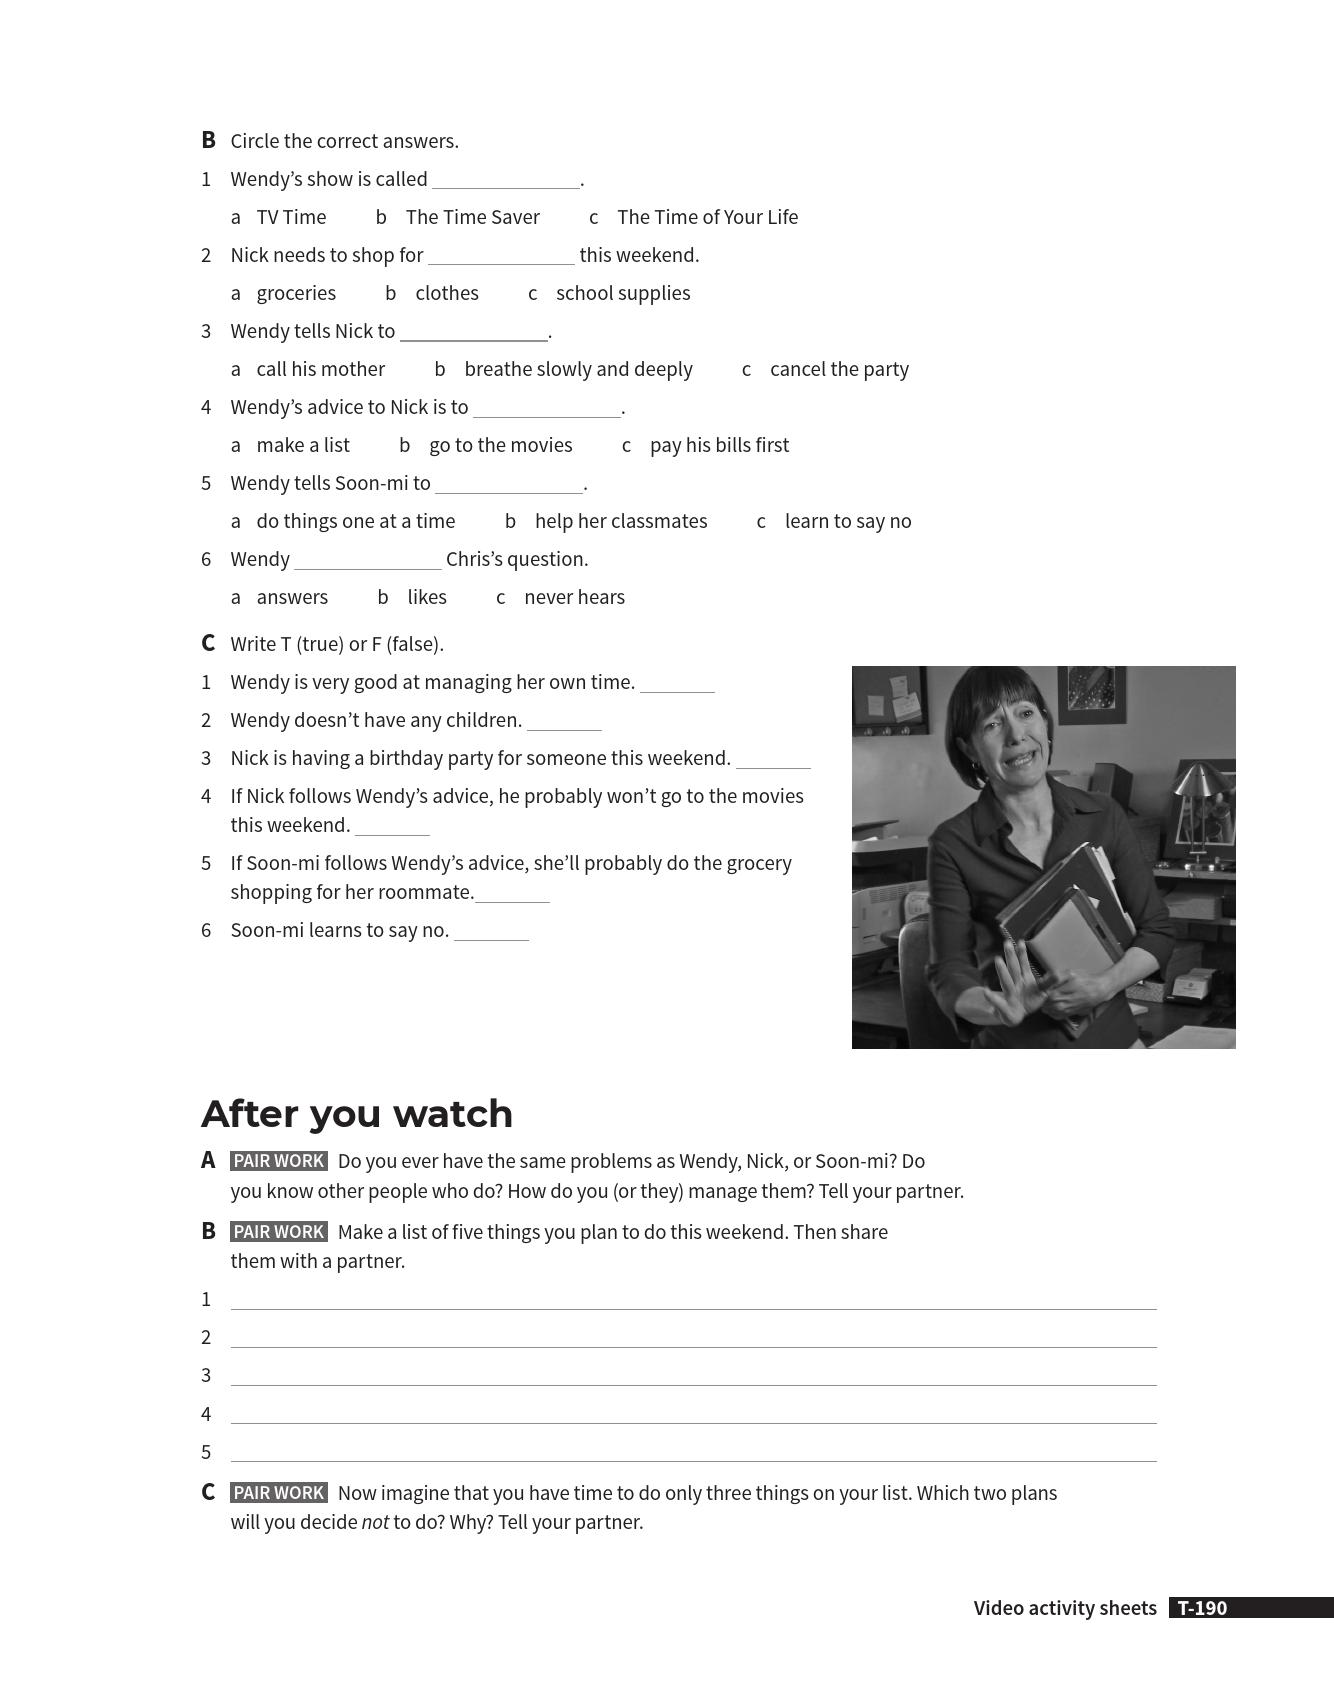 B Circle the correct answers.
1 Wendy’s show is called ______________.
a TV Time b The Time Saver c The Time of Your Life
2 Nick needs to shop for ______________ this weekend.
a groceries b clothes c school supplies
3 Wendy tells Nick to ______________.
a call his mother b breathe slowly and deeply c cancel the party
4 Wendy’s advice to Nick is to ______________.
a make a list b go to the movies c pay his bills first
5 Wendy tells Soon-mi to ______________.
a do things one at a time b help her classmates c learn to say no
6 Wendy ______________ Chris’s question.
a answers b likes c never hears
C Write T (true) or F (false).
1 Wendy is very good at managing her own time. _______
2 Wendy doesn’t have any children. _______
3 Nick is having a birthday party for someone this weekend. _______
4 If Nick follows Wendy’s advice, he probably won’t go to the movies
this weekend. _______
5 If Soon-mi follows Wendy’s advice, she’ll probably do the grocery
shopping for her roommate._______
6 Soon-mi learns to say no. _______
After you watch
A PAIR WORK Do you ever have the same problems as Wendy, Nick, or Soon-mi? Do
you know other people who do? How do you (or they) manage them? Tell your partner.
B PAIR WORK Make a list of five things you plan to do this weekend. Then share
them with a partner.
1
2
3
4
5
C PAIR WORK Now imagine that you have time to do only three things on your list. Which two plans
will you decide not to do? Why? Tell your partner.
Video activity sheets T-190